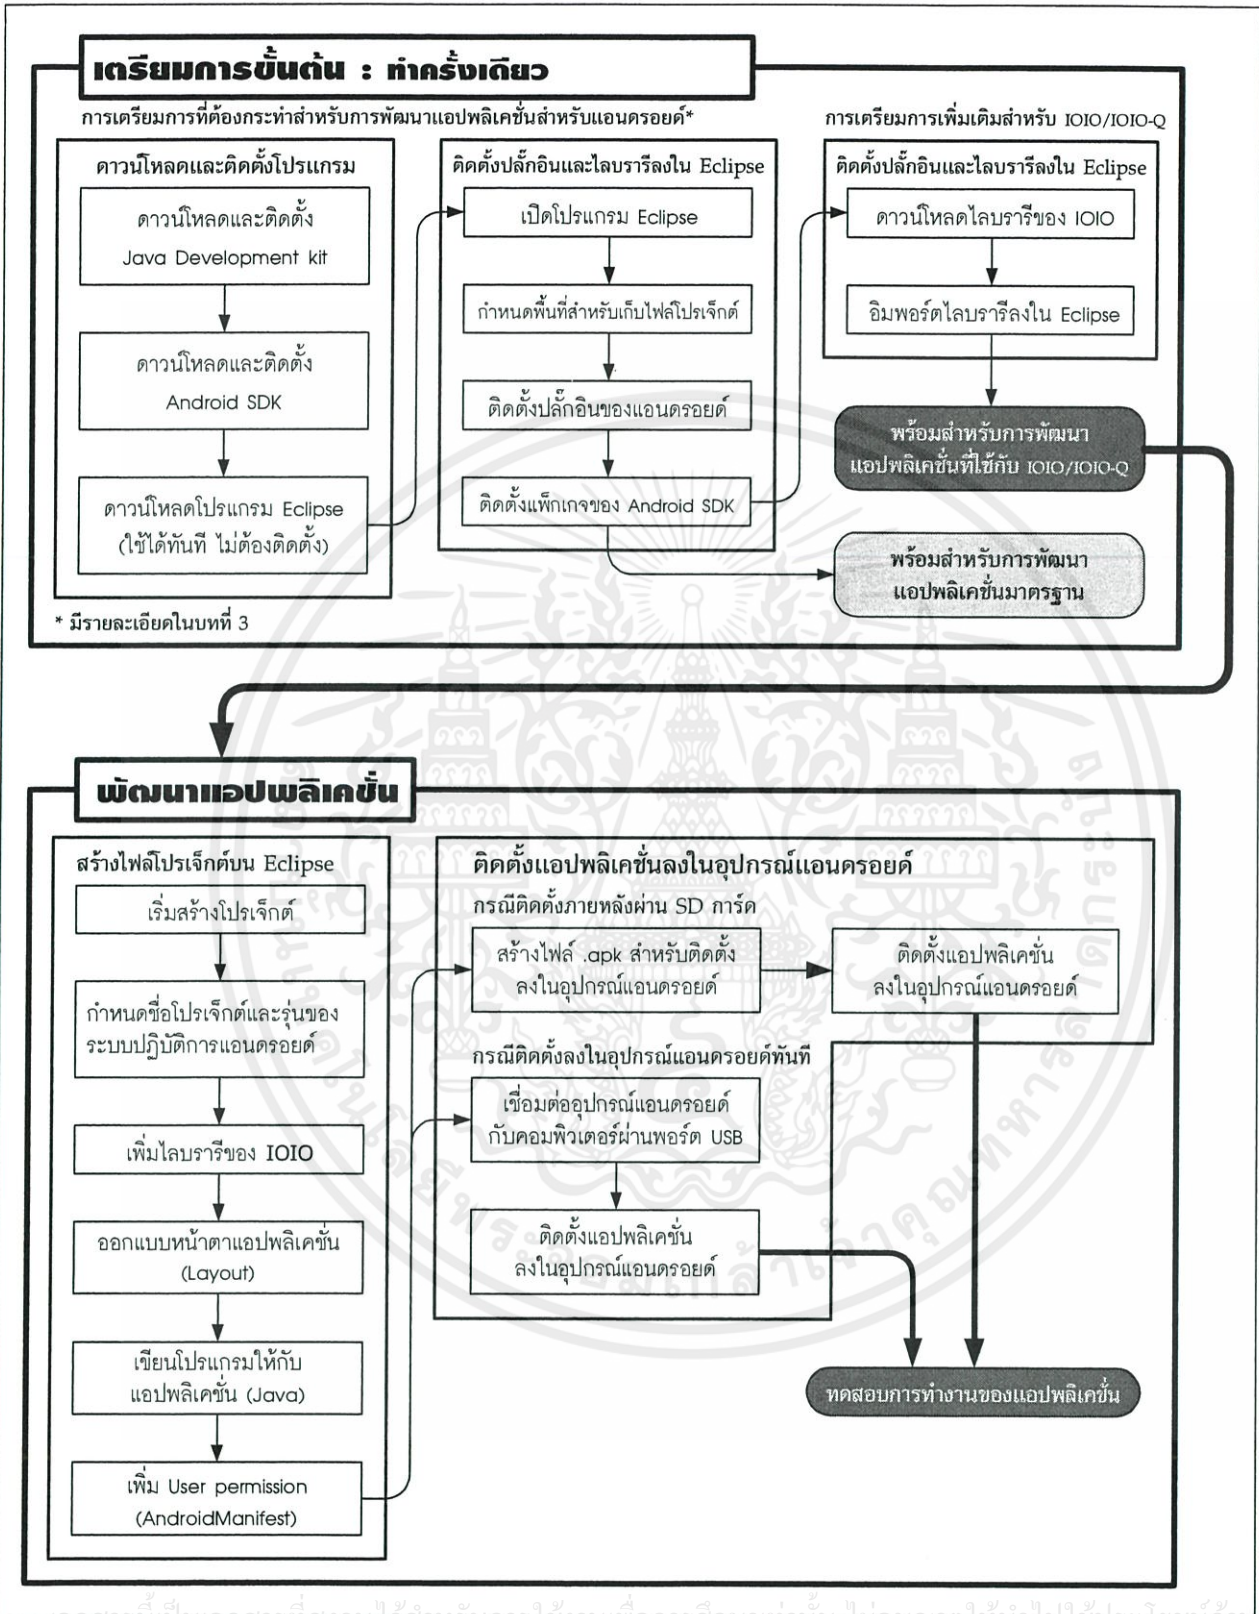 เตรียมการขั้นต้น : ทำครั้งเดียว
การเตรียมการที่ต้องกระทำสำหรับการพัฒนาแอปพลิเคชั่นสำหรับแอนดรอยด์*
ดาวน์โหลดและติดตั้งโปรแกรม
ดาวน์โหลดและติดตั้ง
Java Development kit
ดาวน์โหลดและติดตั้ง
Android SDK
ดาวน์โหลดโปรแกรม Eclipse
(ใช้ได้ทันที ไม่ต้องติดตั้ง)
* มีรายละเอียดในบทที่ 3
ติดตั้งปลั๊กอินและไลบรารีลงใน Eclipse
เปิดโปรแกรม Eclipse
กำหนดพื้นที่สำหรับเก็บไฟล์โปรเจ็กต์
ติดตั้งปลั๊กอินของแอนดรอยด์
ติดตั้งแพ็กเกจของ Android SDK
การเตรียมการเพิ่มเติมสำหรับ IOIO/IOIO-Q
ติดตั้งปลั๊กอินและไลบรารีลงใน Eclipse
ดาวน์โหลดไลบรารีของ IOIO
อิมพอร์ตไลบรารีลงใน Eclipse
พร้อมสำหรับการพัฒนา
แอปพลิเคชั่นที่ใช้กับ IOIO/IOIO-Q
พร้อมสำหรับการพัฒนา
แอปพลิเคชั่นมาตรฐาน
พัฒนาแอปพลิเคชั่น
สร้างไฟล์โปรเจ็กต์บน Eclipse
เริ่มสร้างโปรเจ็กต์
กำหนดชื่อโปรเจ็กต์และรุ่นของ
ระบบปฏิบัติการแอนดรอยด์
เพิ่มไลบรารีของ IOIO
ออกแบบหน้าตาแอปพลิเคชั่น
(Layout)
เขียนโปรแกรมให้กับ
แอปพลิเคชั่น (Java)
เพิ่ม User permission
(AndroidManifest)
ติดตั้งแอปพลิเคชั่นลงในอุปกรณ์แอนดรอยด์
กรณีติดตั้งภายหลังผ่าน SD การ์ด
สร้างไฟล์ .apk สำหรับติดตั้ง
ลงในอุปกรณ์แอนดรอยด์
ติดตั้งแอปพลิเคชั่น
ลงในอุปกรณ์แอนดรอยด์
กรณีติดตั้งลงในอุปกรณ์แอนดรอยด์ทันที
เชื่อมต่ออุปกรณ์แอนดรอยด์
กับคอมพิวเตอร์ผ่านพอร์ต USB
ติดตั้งแอปพลิเคชั่น
ลงในอุปกรณ์แอนดรอยด์
ทดสอบการทำงานของแอปพลิเคชั่น